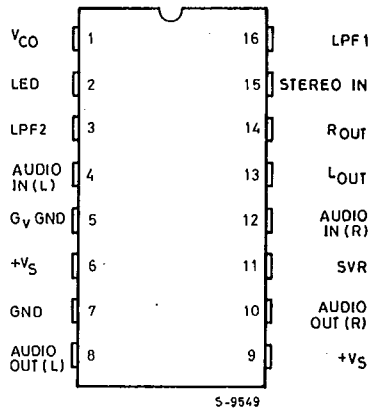 VCO 1 16 LPF1
LED 2 15 STEREO IN
LPF2 3 14 ROUT
AUDIO IN (L) 4 13 LOUT
GV GND 5 12 AUDIO IN (R)
+VS 6 11 SVR
GND 7 10 AUDIO OUT (R)
AUDIO OUT (L) 8 9 +VS
S-9549